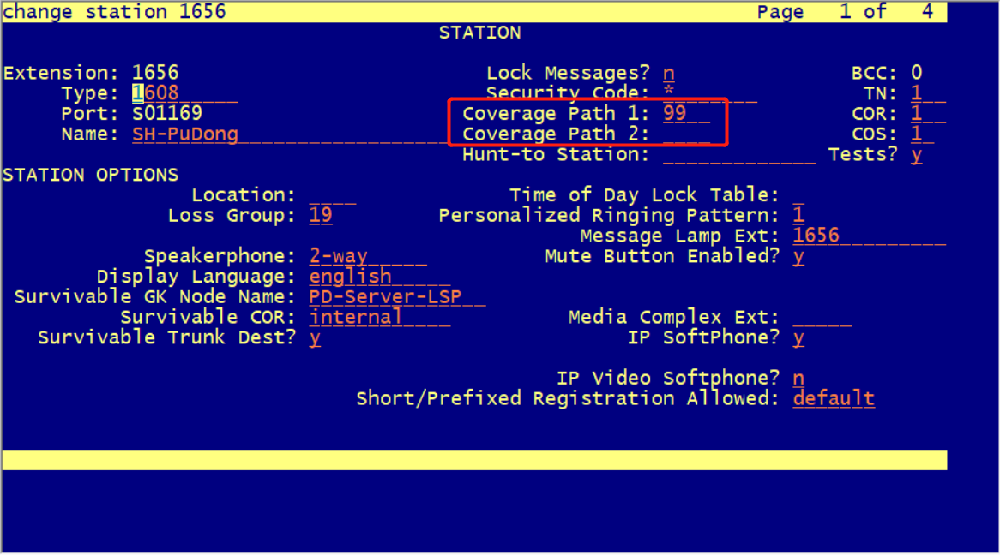 change station 1656 Page 1 of 4
STATION
Extension: 1656 Lock Messages? n BCC: 0
Type: 1608 Security Code: * TN: 1
Port: S01169 Coverage Path 1: 99 COR: 1
Name: SH-PuDong Coverage Path 2: COS: 1
Hunt-to Station: Tests? y
STATION OPTIONS
Location: Time of Day Lock Table:
Loss Group: 19 Personalized Ringing Pattern: 1
Message Lamp Ext: 1656
Speakerphone: 2-way Mute Button Enabled? y
Display Language: english
Survivable GK Node Name: PD-Server-LSP
Survivable COR: internal Media Complex Ext:
Survivable Trunk Dest? y IP SoftPhone? y
IP Video Softphone? n
Short/Prefixed Registration Allowed: default